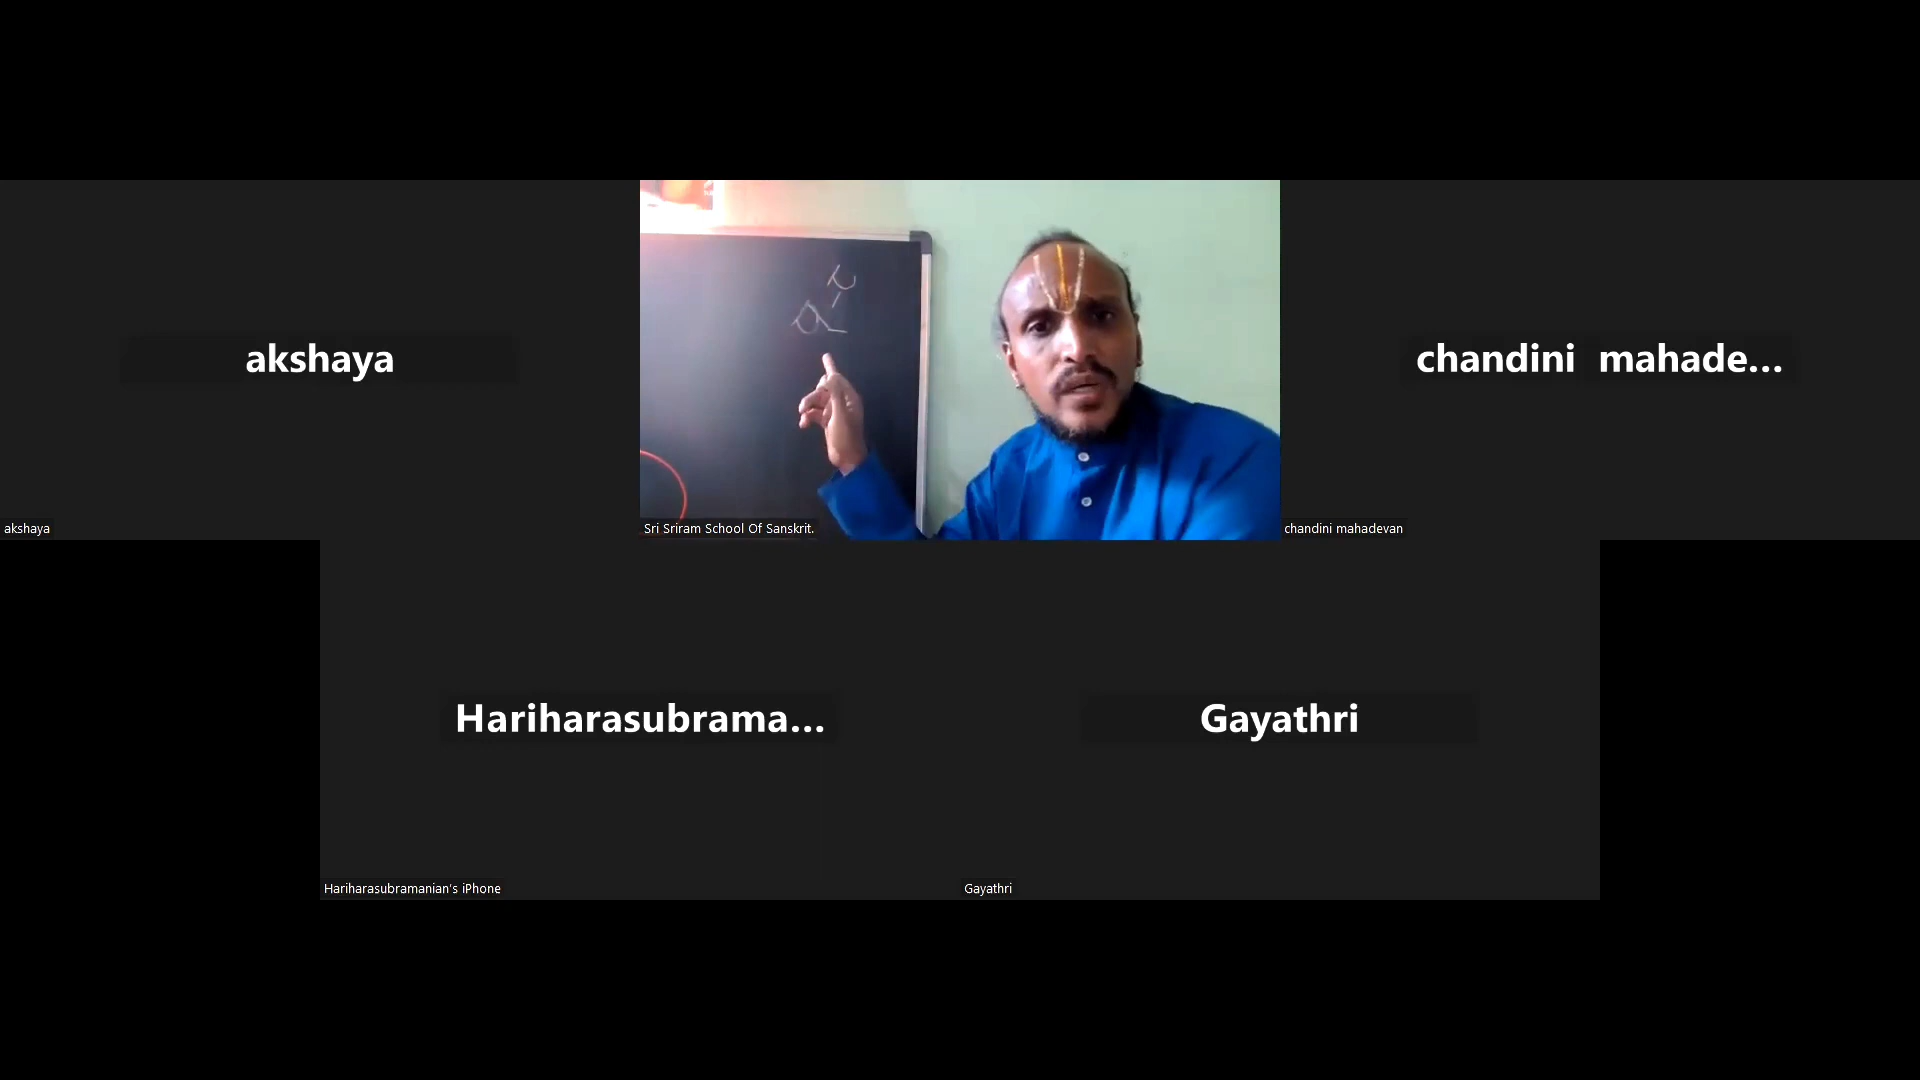 akshaya
chandini mahade...
akshaya
Sri Sriram School Of Sanskrit.
chandini mahadevan
Hariharasubrama...
Gayathri
Hariharasubramanian's iPhone
Gayathri